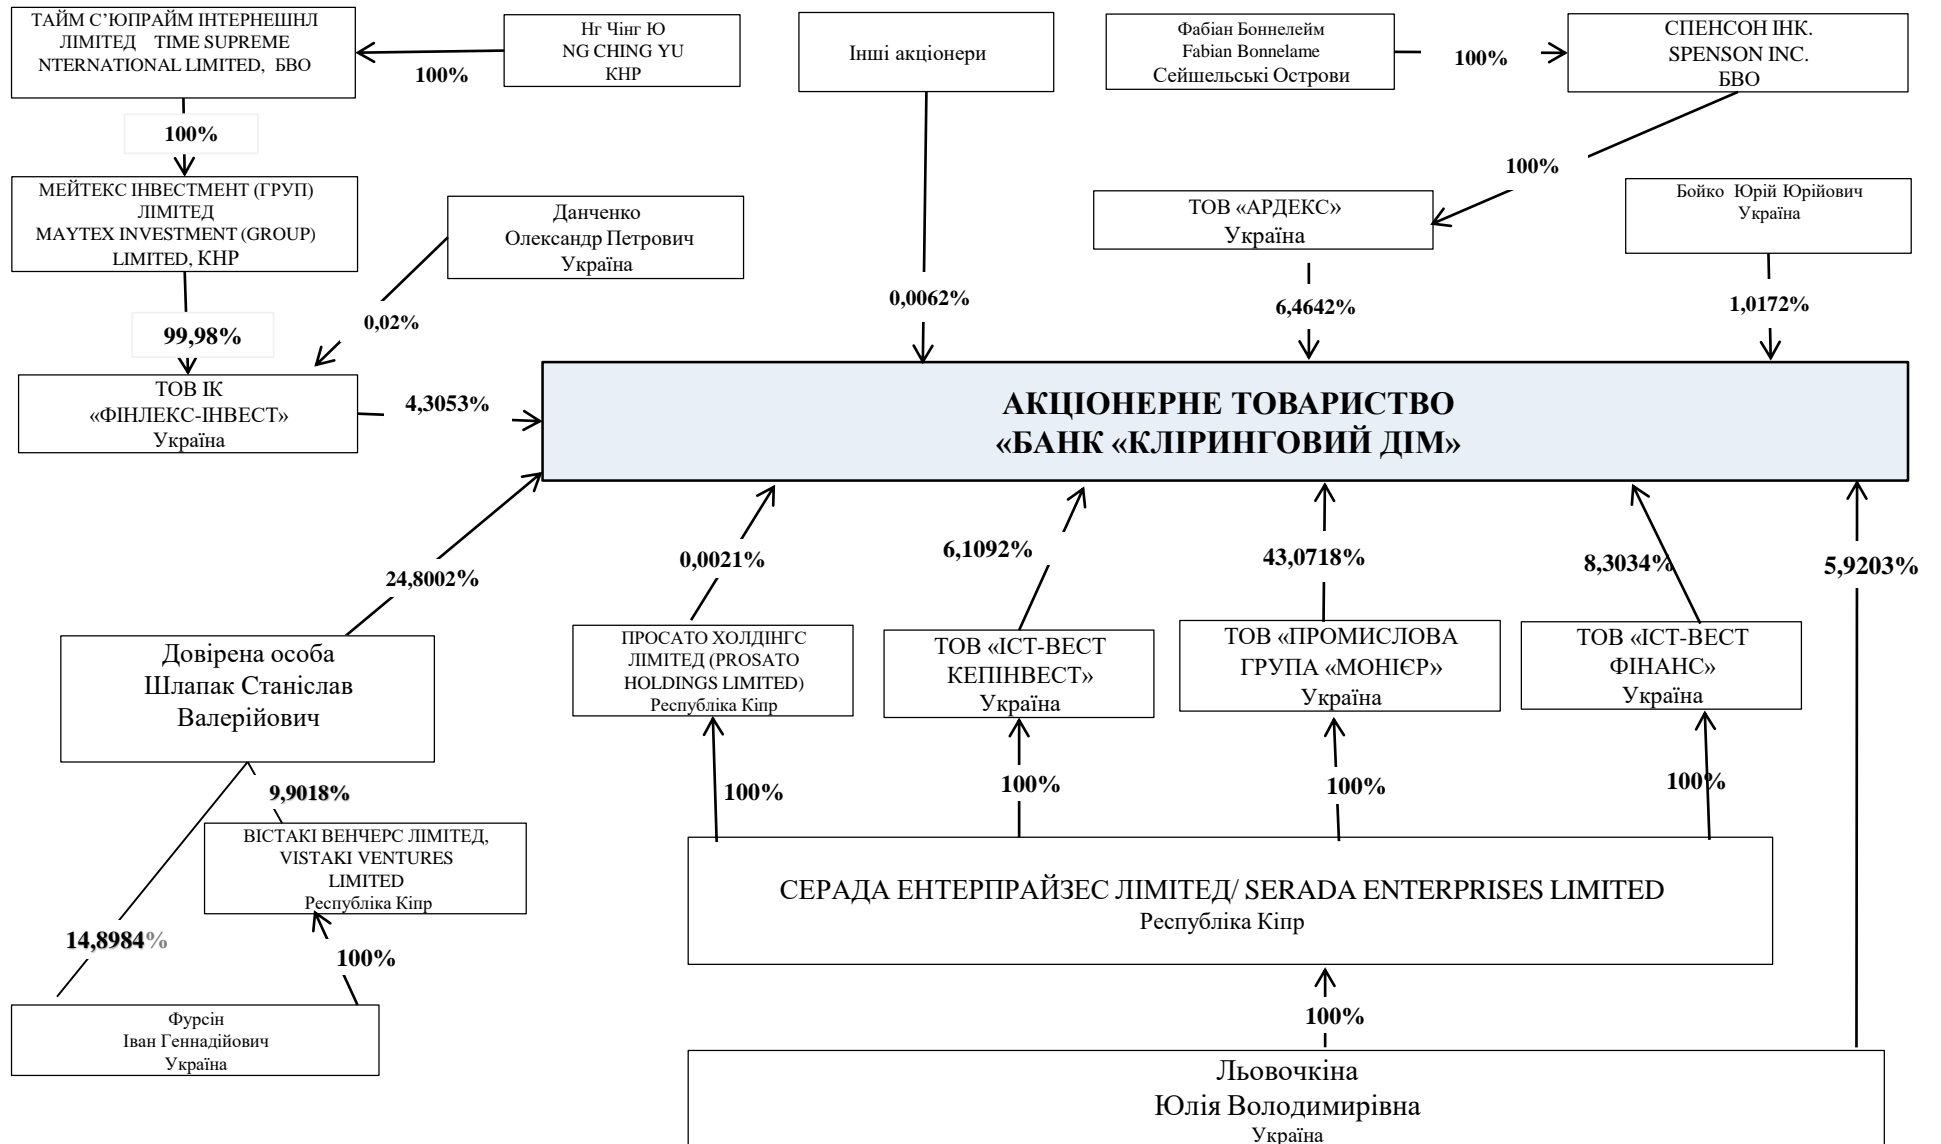 ТАЙМ С’ЮПРАЙМ ІНТЕРНЕШНЛ
ЛІМІТЕД TIME SUPREME
NTERNATIONAL LIMITED, БВО
Нг Чінг Ю
NG CHING YU
КНР
100%
Інші акціонери
Фабіан Боннелейм
Fabian Bonnelame
Сейшельські Острови
100%
СПЕНСОН ІНК.
SPENSON INC.
БВО
100%
100%
МЕЙТЕКС ІНВЕСТМЕНТ (ГРУП)
ЛІМІТЕД
MAYTEX INVESTMENT (GROUP)
LIMITED, КНР
Данченко
Олександр Петрович
Україна
ТОВ «АРДЕКС»
Україна
Бойко Юрій Юрійович
Україна
99,98%
0,02%
0,0062%
6,4642%
1,0172%
ТОВ ІК
«ФІНЛЕКС-ІНВЕСТ»
Україна
4,3053%
АКЦІОНЕРНЕ ТОВАРИСТВО
«БАНК «КЛІРИНГОВИЙ ДІМ»
24,8002%
0,0021%
6,1092%
43,0718%
8,3034%
5,9203%
Довірена особа
Шлапак Станіслав
Валерійович
ПРОСАТО ХОЛДІНГС
ЛІМІТЕД (PROSATO
HOLDINGS LIMITED)
Республіка Кіпр
ТОВ «ІСТ-ВЕСТ
КЕПІНВЕСТ»
Україна
ТОВ «ПРОМИСЛОВА
ГРУПА «МОНІЄР»
Україна
ТОВ «ІСТ-ВЕСТ
ФІНАНС»
Україна
9,9018%
100%
100%
100%
100%
ВІСТАКІ ВЕНЧЕРС ЛІМІТЕД,
VISTAKI VENTURES
LIMITED
Республіка Кіпр
СЕРАДА ЕНТЕРПРАЙЗЕС ЛІМІТЕД/ SERADA ENTERPRISES LIMITED
Республіка Кіпр
14,8984%
100%
Фурсін
Іван Геннадійович
Україна
100%
Льовочкіна
Юлія Володимирівна
Україна